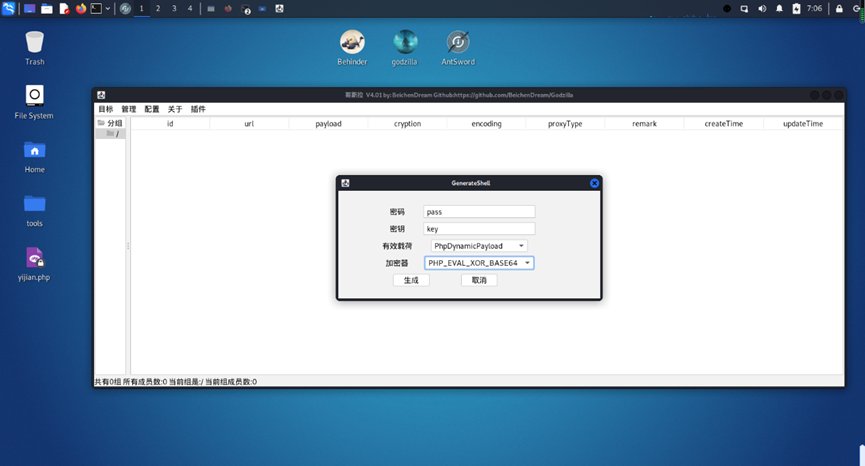 1 2 3 4
2
7:06
Trash
File System
Home
tools
yijian.php
Behinder
godzilla
AntSword
哥斯拉 V4.01 by: BeichenDream Github:https://github.com/BeichenDream/Godzilla
目标 管理 配置 关于 插件
分组
/
id url payload cryption encoding proxyType remark createTime updateTime
GenerateShell
密码 pass
密钥 key
有效载荷 PhpDynamicPayload
加密器 PHP_EVAL_XOR_BASE64
生成 取消
共有0组 所有成员数:0 当前组是:/ 当前组成员数:0